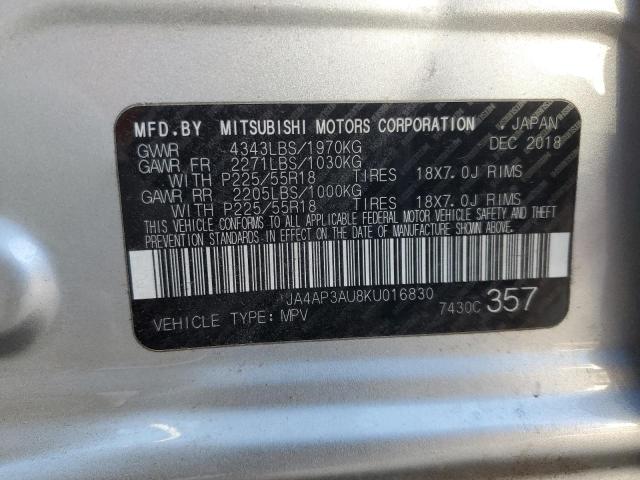 MFD.BY MITSUBISHI MOTORS CORPORATION JAPAN
GVWR 4343LBS/1970KG DEC 2018
GAWR FR 2271LBS/1030KG
WITH P225/55R18 TIRES 18X7.0J RIMS
GAWR RR 2205LBS/1000KG
WITH P225/55R18 TIRES 18X7.0J RIMS
THIS VEHICLE CONFORMS TO ALL APPLICABLE FEDERAL MOTOR VEHICLE SAFETY AND THEFT
PREVENTION STANDARDS IN EFFECT ON THE DATE OF MANUFACTURE SHOWN ABOVE.
JA4AP3AU8KU016830
VEHICLE TYPE: MPV 7430C 357